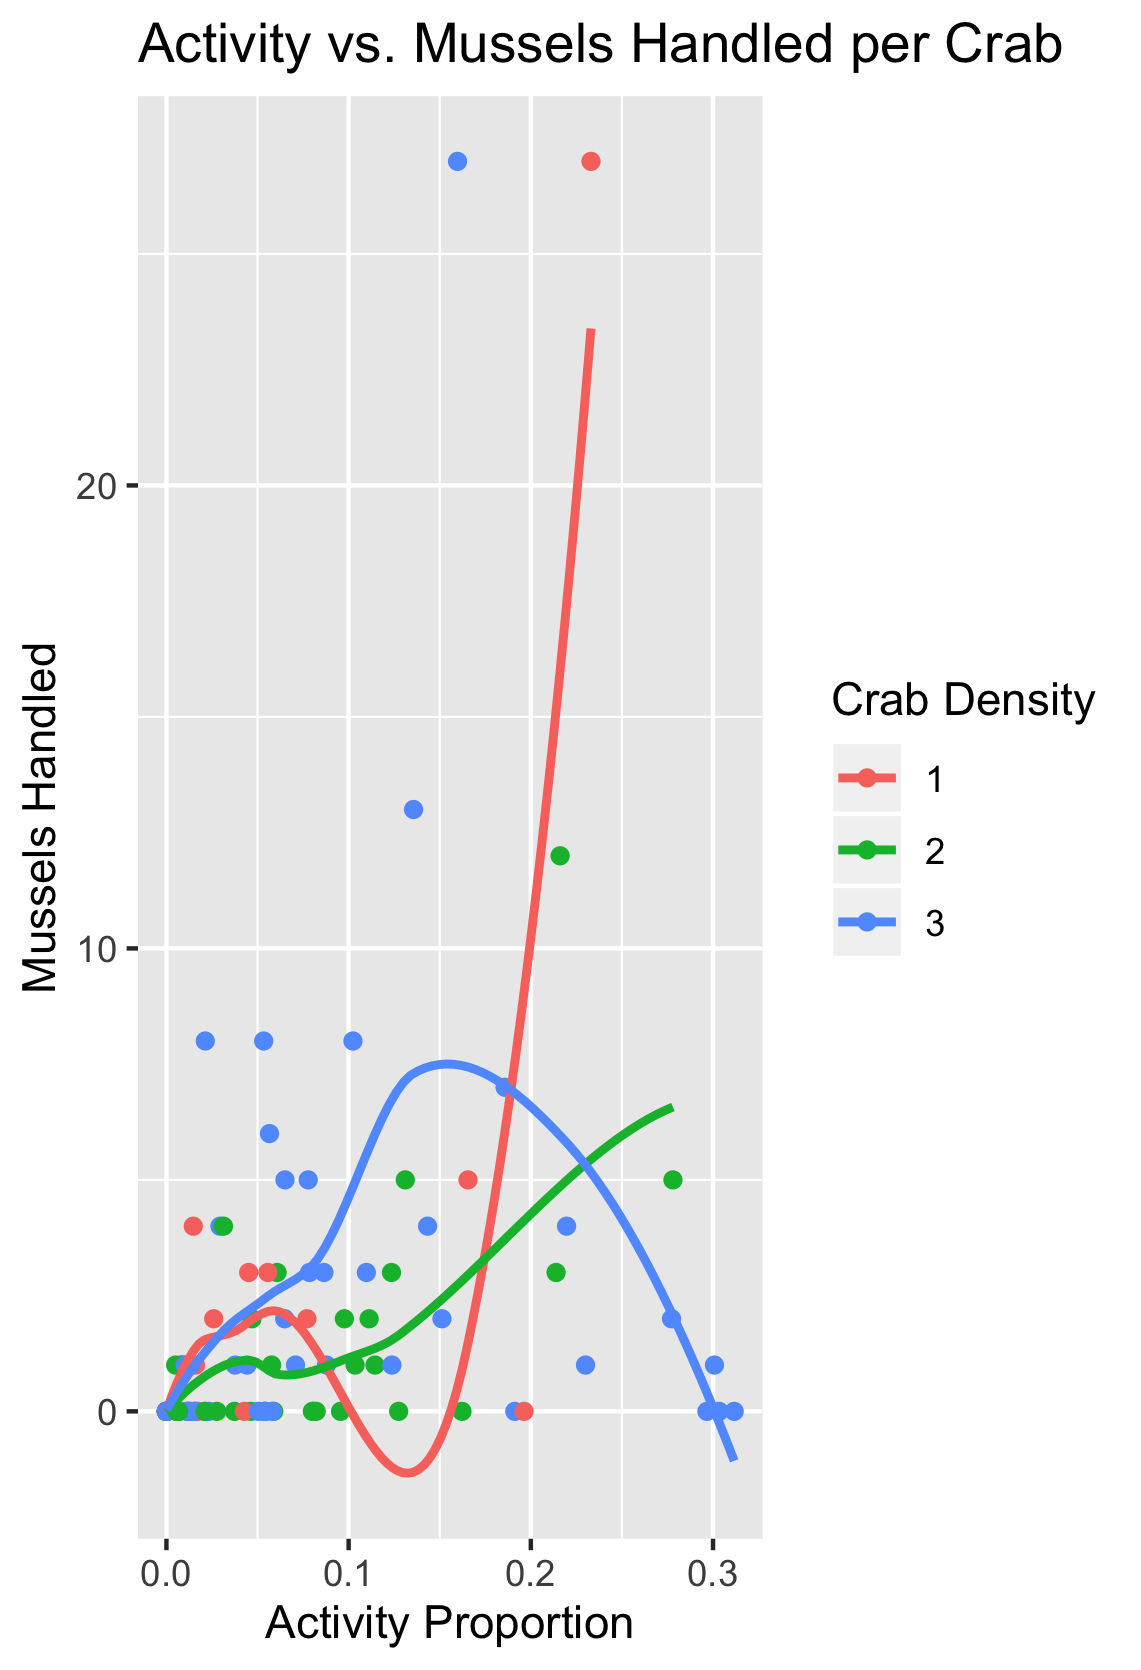 Activity vs. Mussels Handled per Crab
Mussels Handled
20
10
0
0.0 0.1 0.2 0.3
Activity Proportion
Crab Density
1
2
3